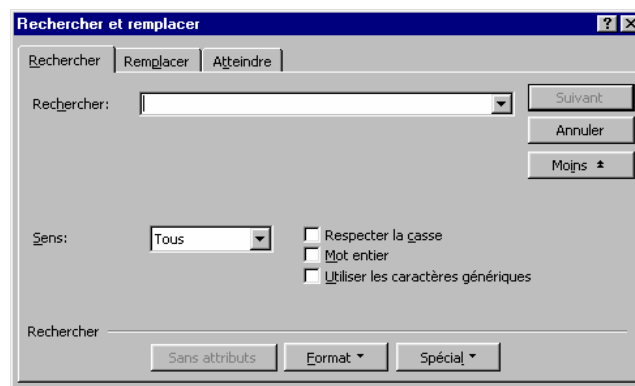 Rechercher et remplacer
Rechercher Remplacer Atteindre
Rechercher: Suivant
Annuler
Moins
Sens: Tous Respecter la casse
Mot entier
Utiliser les caractères génériques
Rechercher
Sans attributs Format Spécial